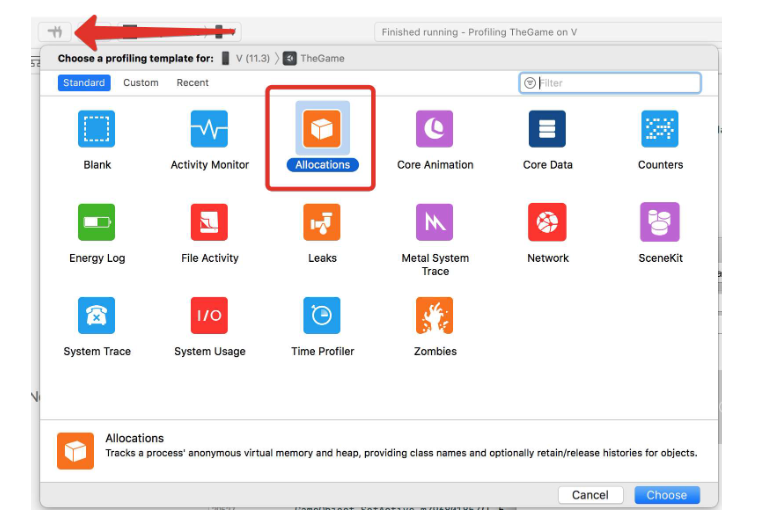 Finished running - Profiling TheGame on V
Choose a profiling template for: V (11.3) 〉 TheGame
Standard Custom Recent
Filter
Blank Activity Monitor Allocations Core Animation Core Data Counters
Energy Log File Activity Leaks Metal System Trace Network SceneKit
I/O
System Trace System Usage Time Profiler Zombies
Allocations
Tracks a process' anonymous virtual memory and heap, providing class names and optionally retain/release histories for objects.
Cancel Choose